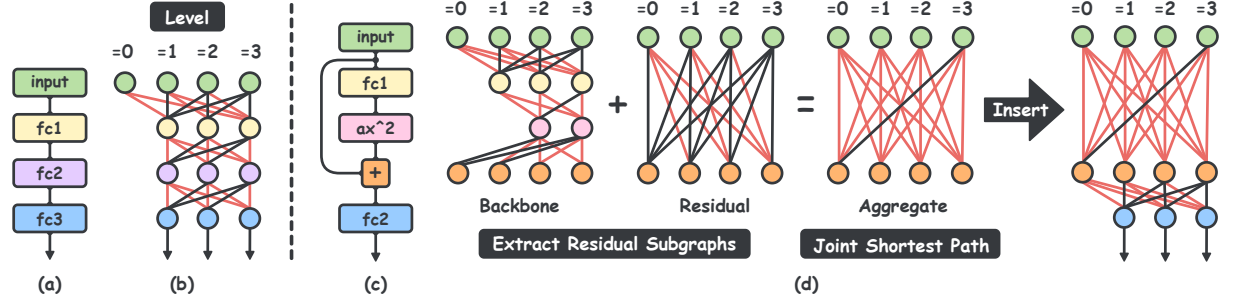 Level
=0 =1 =2 =3
input
fc1
fc2
fc3
(a)
(b)
input
fc1
ax^2
+
fc2
(c)
=0 =1 =2 =3
Backbone
+
=0 =1 =2 =3
Residual
Extract Residual Subgraphs
=
=0 =1 =2 =3
Aggregate
Joint Shortest Path
Insert
=0 =1 =2 =3
(d)